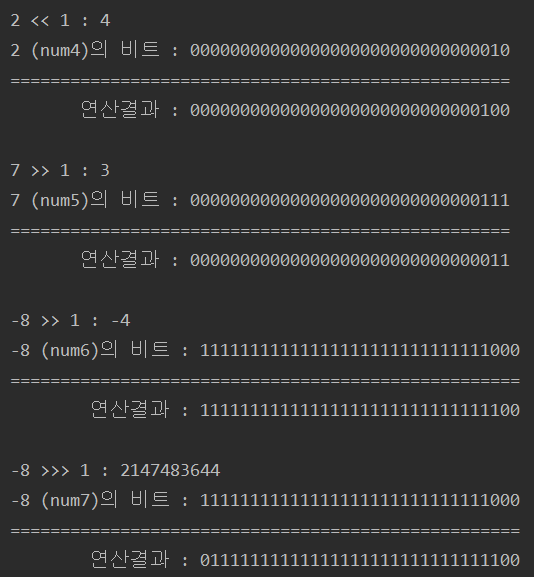 2 << 1 : 4
2 (num4)의 비트 : 00000000000000000000000000000010
==================================================
연산결과 : 00000000000000000000000000000100
7 >> 1 : 3
7 (num5)의 비트 : 00000000000000000000000000000111
==================================================
연산결과 : 00000000000000000000000000000011
-8 >> 1 : -4
-8 (num6)의 비트 : 11111111111111111111111111111000
===================================================
연산결과 : 11111111111111111111111111111100
-8 >>> 1 : 2147483644
-8 (num7)의 비트 : 11111111111111111111111111111000
===================================================
연산결과 : 01111111111111111111111111111100